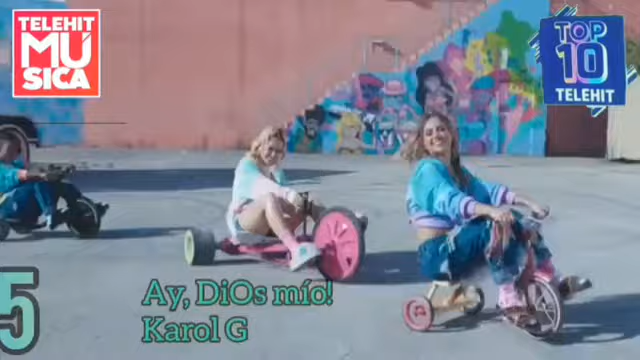 TELEHIT
MÚ
SICA
TOP
10
TELEHIT
5
Ay, DiOs mío!
Karol G